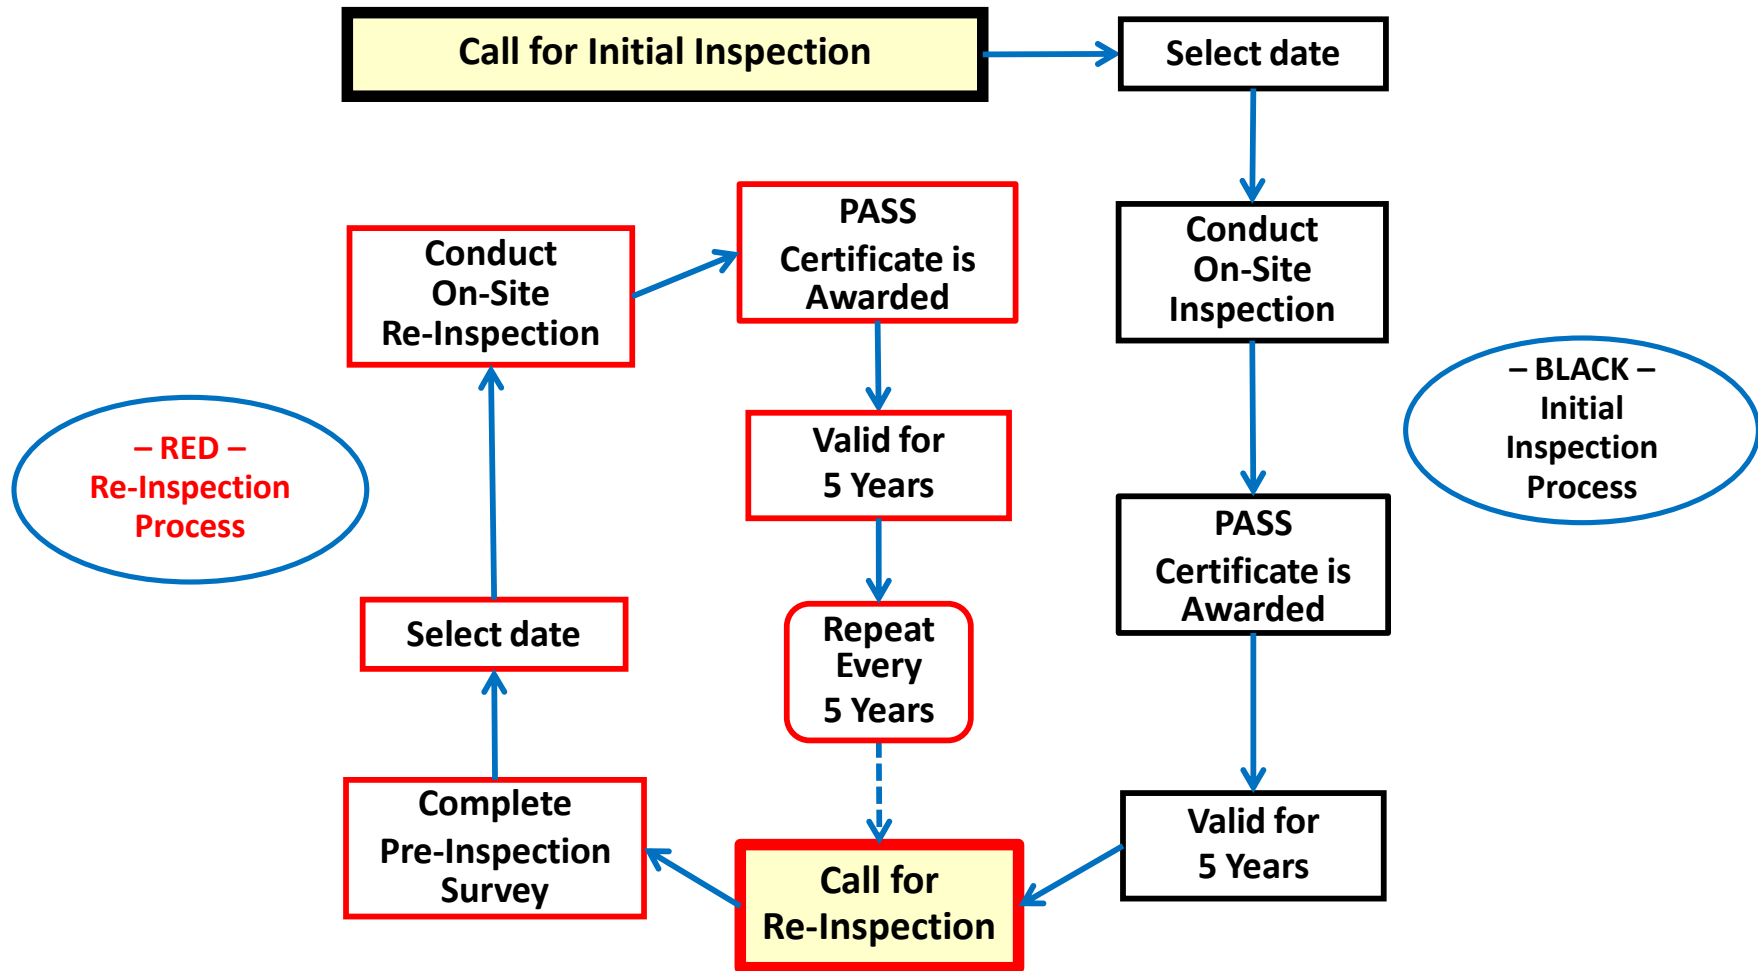 Call for Initial Inspection
Select date
Conduct
On-Site
Inspection
PASS
Certificate is
Awarded
Valid for
5 Years
– BLACK –
Initial
Inspection
Process
Call for
Re-Inspection
Complete
Pre-Inspection
Survey
Select date
Conduct
On-Site
Re-Inspection
PASS
Certificate is
Awarded
Valid for
5 Years
Repeat
Every
5 Years
– RED –
Re-Inspection
Process